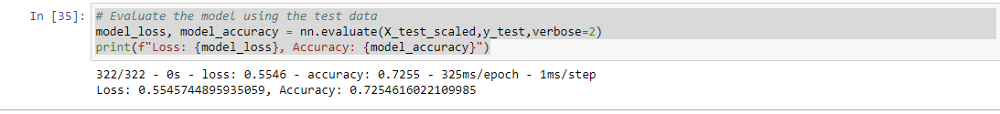 In [35]: # Evaluate the model using the test data
model_loss, model_accuracy = nn.evaluate(X_test_scaled,y_test,verbose=2)
print(f"Loss: {model_loss}, Accuracy: {model_accuracy}")
322/322 - 0s - loss: 0.5546 - accuracy: 0.7255 - 325ms/epoch - 1ms/step
Loss: 0.5545744895935059, Accuracy: 0.7254616022109985